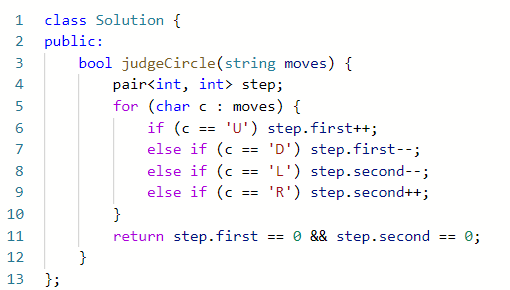 1 class Solution {
2 public:
3     bool judgeCircle(string moves) {
4         pair<int, int> step;
5         for (char c : moves) {
6             if (c == 'U') step.first++;
7             else if (c == 'D') step.first--;
8             else if (c == 'L') step.second--;
9             else if (c == 'R') step.second++;
10         }
11         return step.first == 0 && step.second == 0;
12     }
13 };